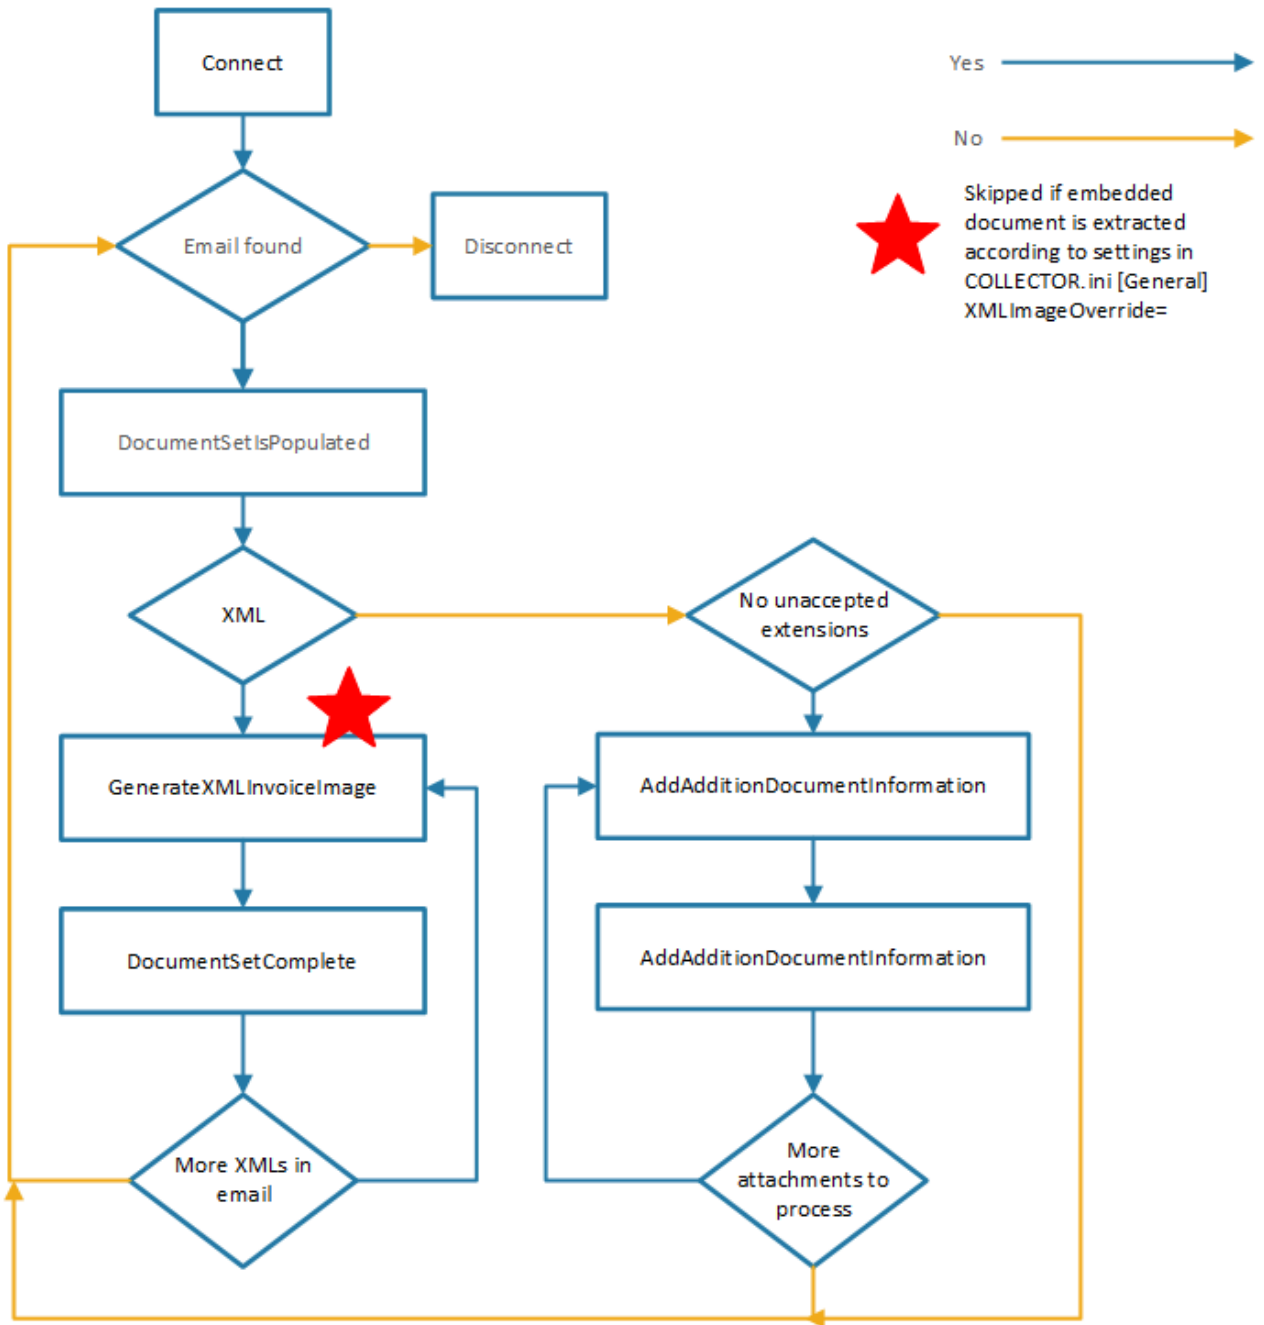 Connect
Yes
No
Skipped if embedded
document is extracted
according to settings in
COLLECTOR.ini [General]
XMLImageOverride=
Email found
Disconnect
DocumentSetIsPopulated
XML
No unaccepted
extensions
GenerateXMLInvoiceImage
AddAdditionDocumentInformation
DocumentSetComplete
AddAdditionDocumentInformation
More XMLs in
email
More
attachments to
process